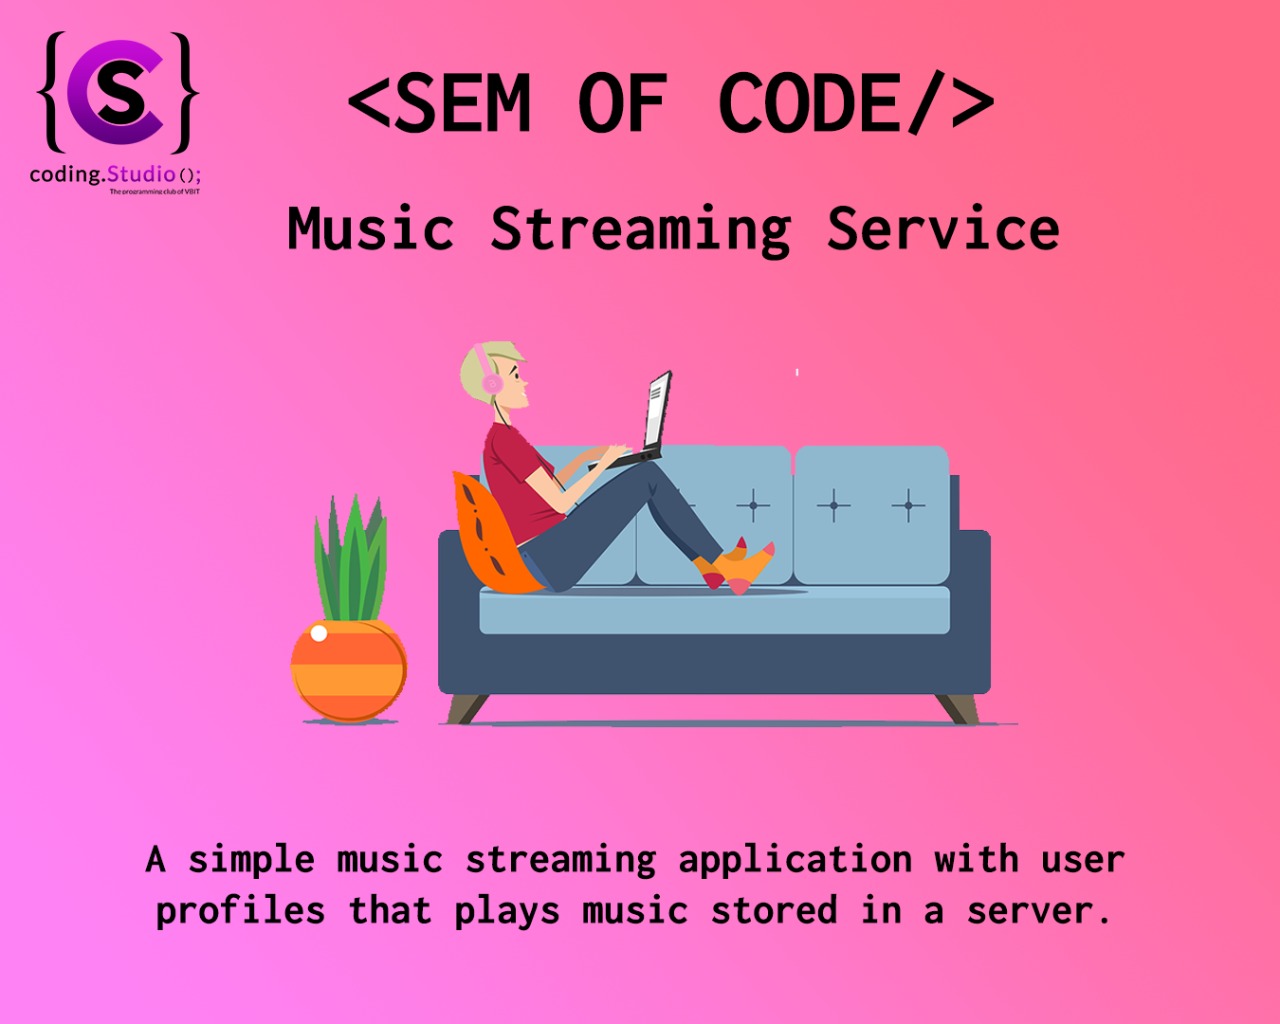 <SEM OF CODE/>
coding.Studio();
The programming club of VBIT
Music Streaming Service
A simple music streaming application with user
profiles that plays music stored in a server.